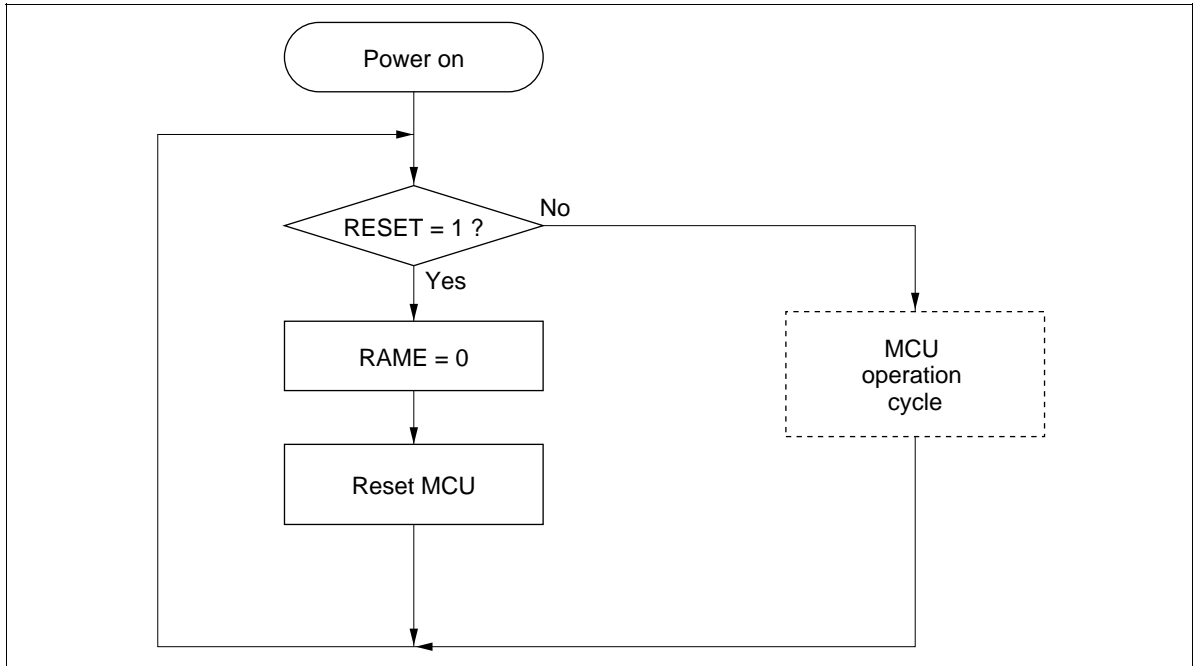 Power on
RESET = 1 ?
No
Yes
RAME = 0
MCU
operation
cycle
Reset MCU